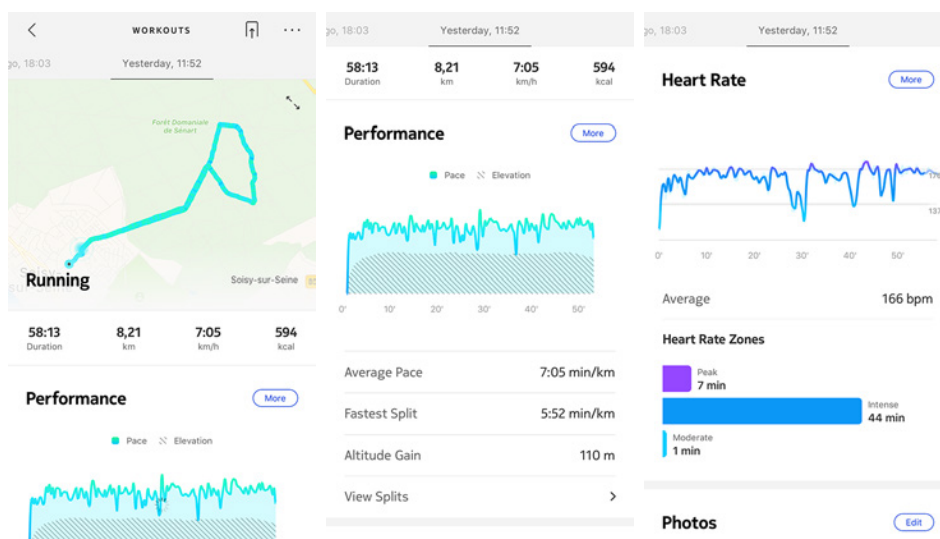 WORKOUTS
go, 18:03 Yesterday, 11:52
Forêt Domaniale
de Sénart
Running
Soisy-sur-Seine
58:13 8,21 7:05 594
Duration km km/h kcal
Performance More
Pace Elevation
go, 18:03 Yesterday, 11:52
58:13 8,21 7:05 594
Duration km km/h kcal
Performance More
Pace Elevation
0' 10' 20' 30' 40' 50'
Average Pace 7:05 min/km
Fastest Split 5:52 min/km
Altitude Gain 110 m
View Splits
go, 18:03 Yesterday, 11:52
Heart Rate More
137
0' 10' 20' 30' 40' 50'
Average 166 bpm
Heart Rate Zones
Peak
7 min
Intense
44 min
Moderate
1 min
Photos Edit